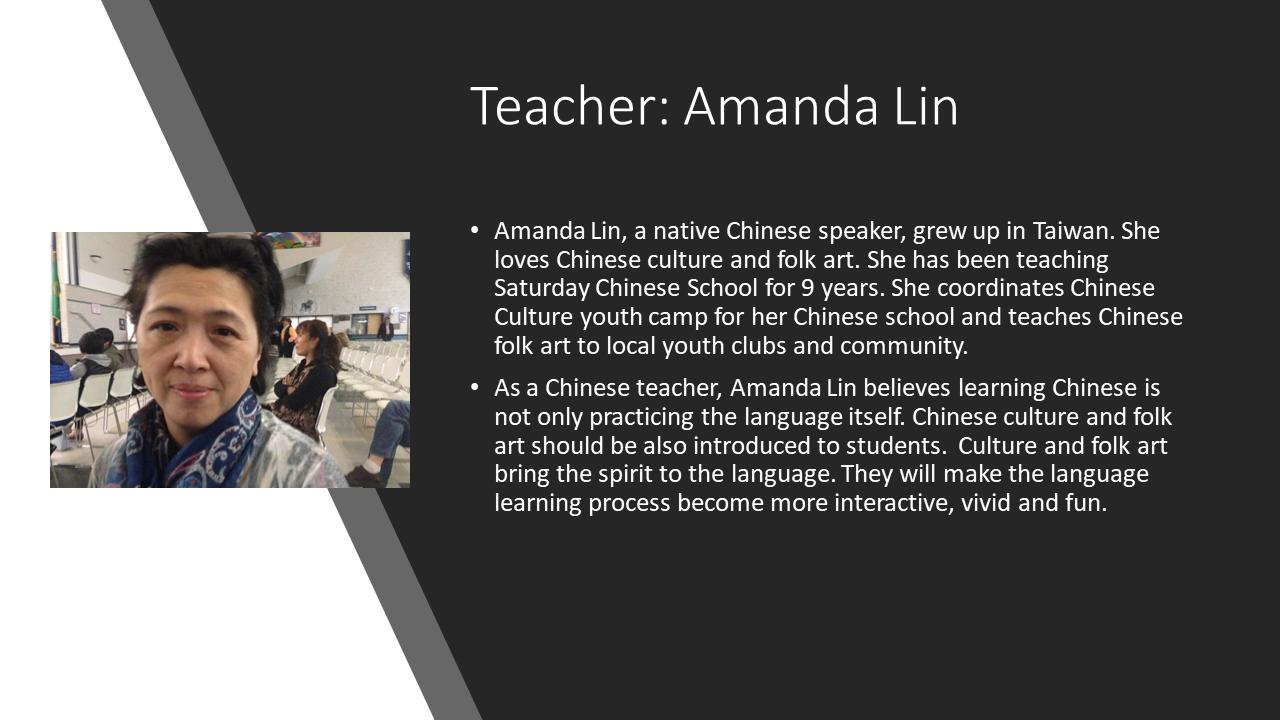 Teacher: Amanda Lin
• Amanda Lin, a native Chinese speaker, grew up in Taiwan. She
loves Chinese culture and folk art. She has been teaching
Saturday Chinese School for 9 years. She coordinates Chinese
Culture youth camp for her Chinese school and teaches Chinese
folk art to local youth clubs and community.
• As a Chinese teacher, Amanda Lin believes learning Chinese is
not only practicing the language itself. Chinese culture and folk
art should be also introduced to students.  Culture and folk art
bring the spirit to the language. They will make the language
learning process become more interactive, vivid and fun.